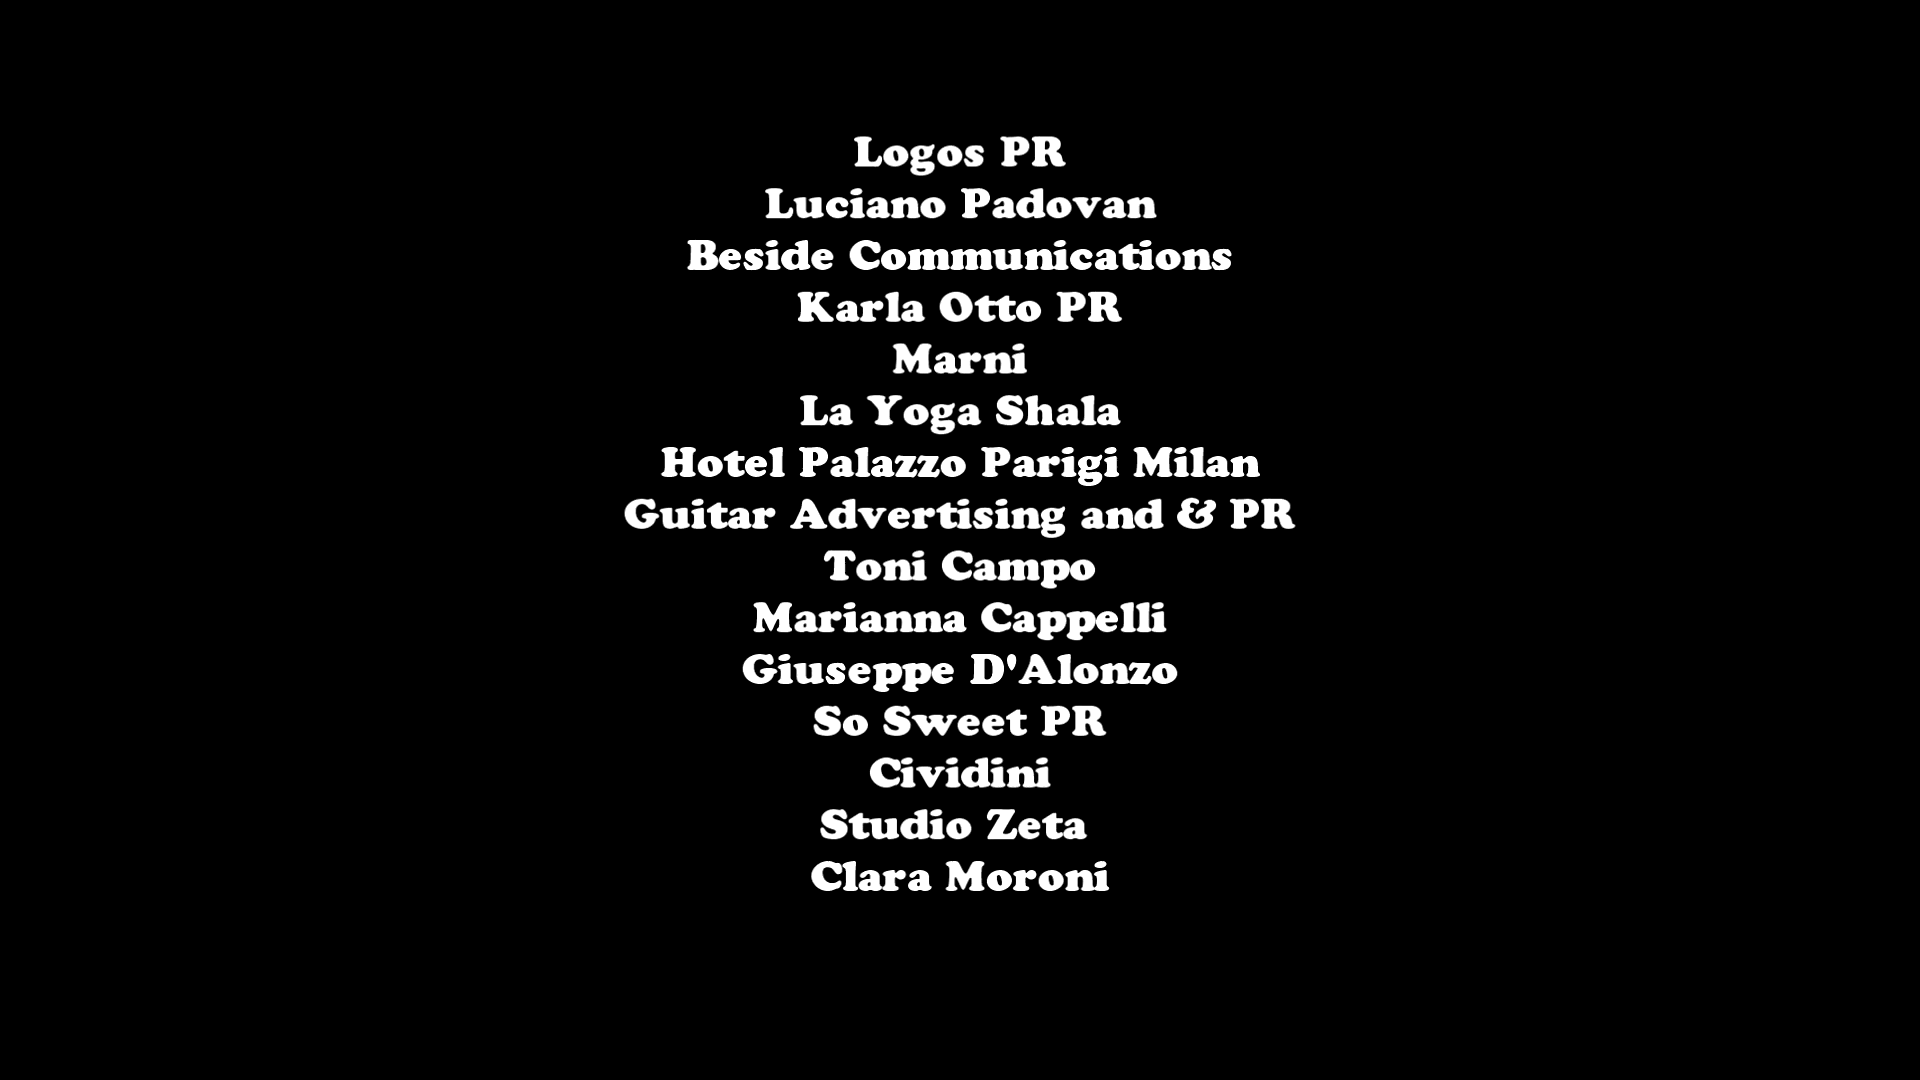 Logos PR
Luciano Padovan
Beside Communications
Karla Otto PR
Marni
La Yoga Shala
Hotel Palazzo Parigi Milan
Guitar Advertising and & PR
Toni Campo
Marianna Cappelli
Giuseppe D'Alonzo
So Sweet PR
Cividini
Studio Zeta
Clara Moroni